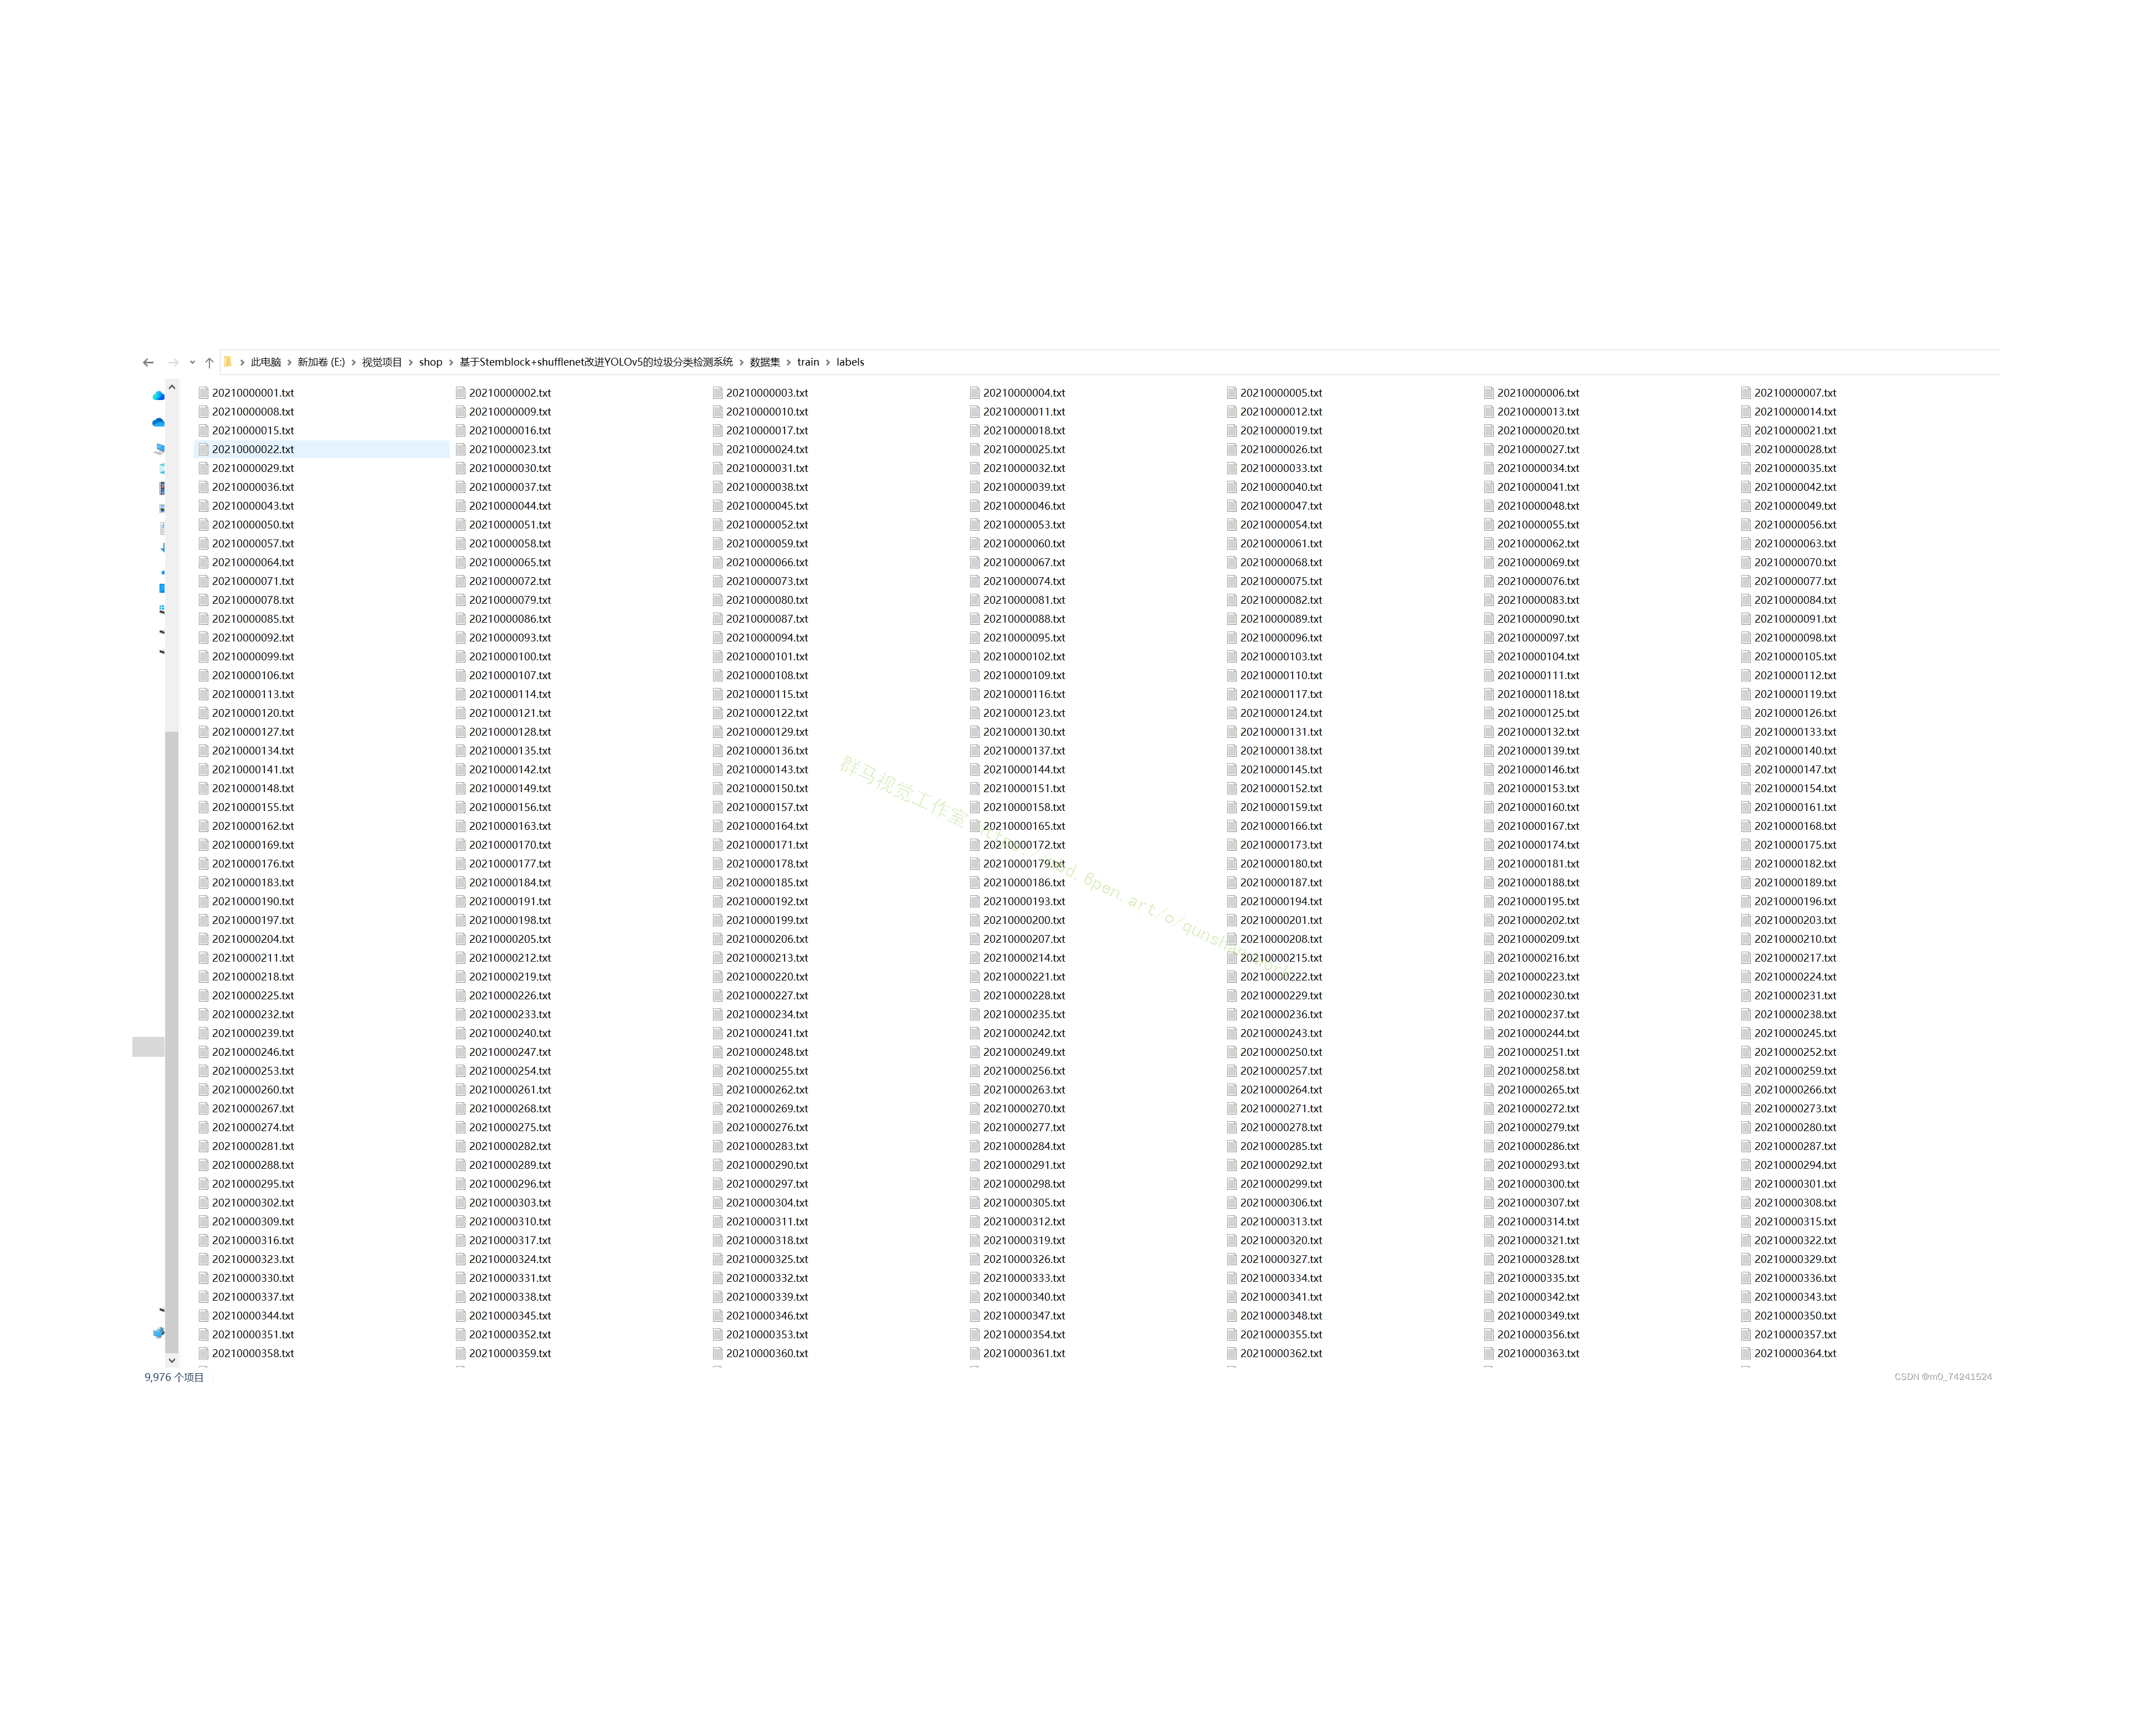 此电脑 > 新加卷 (E:) > 视觉项目 > shop > 基于Stemblock+shufflenet改进YOLOv5的垃圾分类检测系统 > 数据集 > train > labels
20210000001.txt 20210000002.txt 20210000003.txt 20210000004.txt 20210000005.txt 20210000006.txt 20210000007.txt
20210000008.txt 20210000009.txt 20210000010.txt 20210000011.txt 20210000012.txt 20210000013.txt 20210000014.txt
20210000015.txt 20210000016.txt 20210000017.txt 20210000018.txt 20210000019.txt 20210000020.txt 20210000021.txt
20210000022.txt 20210000023.txt 20210000024.txt 20210000025.txt 20210000026.txt 20210000027.txt 20210000028.txt
20210000029.txt 20210000030.txt 20210000031.txt 20210000032.txt 20210000033.txt 20210000034.txt 20210000035.txt
20210000036.txt 20210000037.txt 20210000038.txt 20210000039.txt 20210000040.txt 20210000041.txt 20210000042.txt
20210000043.txt 20210000044.txt 20210000045.txt 20210000046.txt 20210000047.txt 20210000048.txt 20210000049.txt
20210000050.txt 20210000051.txt 20210000052.txt 20210000053.txt 20210000054.txt 20210000055.txt 20210000056.txt
20210000057.txt 20210000058.txt 20210000059.txt 20210000060.txt 20210000061.txt 20210000062.txt 20210000063.txt
20210000064.txt 20210000065.txt 20210000066.txt 20210000067.txt 20210000068.txt 20210000069.txt 20210000070.txt
20210000071.txt 20210000072.txt 20210000073.txt 20210000074.txt 20210000075.txt 20210000076.txt 20210000077.txt
20210000078.txt 20210000079.txt 20210000080.txt 20210000081.txt 20210000082.txt 20210000083.txt 20210000084.txt
20210000085.txt 20210000086.txt 20210000087.txt 20210000088.txt 20210000089.txt 20210000090.txt 20210000091.txt
20210000092.txt 20210000093.txt 20210000094.txt 20210000095.txt 20210000096.txt 20210000097.txt 20210000098.txt
20210000099.txt 20210000100.txt 20210000101.txt 20210000102.txt 20210000103.txt 20210000104.txt 20210000105.txt
20210000106.txt 20210000107.txt 20210000108.txt 20210000109.txt 20210000110.txt 20210000111.txt 20210000112.txt
20210000113.txt 20210000114.txt 20210000115.txt 20210000116.txt 20210000117.txt 20210000118.txt 20210000119.txt
20210000120.txt 20210000121.txt 20210000122.txt 20210000123.txt 20210000124.txt 20210000125.txt 20210000126.txt
20210000127.txt 20210000128.txt 20210000129.txt 20210000130.txt 20210000131.txt 20210000132.txt 20210000133.txt
20210000134.txt 20210000135.txt 20210000136.txt 20210000137.txt 20210000138.txt 20210000139.txt 20210000140.txt
20210000141.txt 20210000142.txt 20210000143.txt 20210000144.txt 20210000145.txt 20210000146.txt 20210000147.txt
20210000148.txt 20210000149.txt 20210000150.txt 20210000151.txt 20210000152.txt 20210000153.txt 20210000154.txt
20210000155.txt 20210000156.txt 20210000157.txt 20210000158.txt 20210000159.txt 20210000160.txt 20210000161.txt
20210000162.txt 20210000163.txt 20210000164.txt 20210000165.txt 20210000166.txt 20210000167.txt 20210000168.txt
20210000169.txt 20210000170.txt 20210000171.txt 20210000172.txt 20210000173.txt 20210000174.txt 20210000175.txt
20210000176.txt 20210000177.txt 20210000178.txt 20210000179.txt 20210000180.txt 20210000181.txt 20210000182.txt
20210000183.txt 20210000184.txt 20210000185.txt 20210000186.txt 20210000187.txt 20210000188.txt 20210000189.txt
20210000190.txt 20210000191.txt 20210000192.txt 20210000193.txt 20210000194.txt 20210000195.txt 20210000196.txt
20210000197.txt 20210000198.txt 20210000199.txt 20210000200.txt 20210000201.txt 20210000202.txt 20210000203.txt
20210000204.txt 20210000205.txt 20210000206.txt 20210000207.txt 20210000208.txt 20210000209.txt 20210000210.txt
20210000211.txt 20210000212.txt 20210000213.txt 20210000214.txt 20210000215.txt 20210000216.txt 20210000217.txt
20210000218.txt 20210000219.txt 20210000220.txt 20210000221.txt 20210000222.txt 20210000223.txt 20210000224.txt
20210000225.txt 20210000226.txt 20210000227.txt 20210000228.txt 20210000229.txt 20210000230.txt 20210000231.txt
20210000232.txt 20210000233.txt 20210000234.txt 20210000235.txt 20210000236.txt 20210000237.txt 20210000238.txt
20210000239.txt 20210000240.txt 20210000241.txt 20210000242.txt 20210000243.txt 20210000244.txt 20210000245.txt
20210000246.txt 20210000247.txt 20210000248.txt 20210000249.txt 20210000250.txt 20210000251.txt 20210000252.txt
20210000253.txt 20210000254.txt 20210000255.txt 20210000256.txt 20210000257.txt 20210000258.txt 20210000259.txt
20210000260.txt 20210000261.txt 20210000262.txt 20210000263.txt 20210000264.txt 20210000265.txt 20210000266.txt
20210000267.txt 20210000268.txt 20210000269.txt 20210000270.txt 20210000271.txt 20210000272.txt 20210000273.txt
20210000274.txt 20210000275.txt 20210000276.txt 20210000277.txt 20210000278.txt 20210000279.txt 20210000280.txt
20210000281.txt 20210000282.txt 20210000283.txt 20210000284.txt 20210000285.txt 20210000286.txt 20210000287.txt
20210000288.txt 20210000289.txt 20210000290.txt 20210000291.txt 20210000292.txt 20210000293.txt 20210000294.txt
20210000295.txt 20210000296.txt 20210000297.txt 20210000298.txt 20210000299.txt 20210000300.txt 20210000301.txt
20210000302.txt 20210000303.txt 20210000304.txt 20210000305.txt 20210000306.txt 20210000307.txt 20210000308.txt
20210000309.txt 20210000310.txt 20210000311.txt 20210000312.txt 20210000313.txt 20210000314.txt 20210000315.txt
20210000316.txt 20210000317.txt 20210000318.txt 20210000319.txt 20210000320.txt 20210000321.txt 20210000322.txt
20210000323.txt 20210000324.txt 20210000325.txt 20210000326.txt 20210000327.txt 20210000328.txt 20210000329.txt
20210000330.txt 20210000331.txt 20210000332.txt 20210000333.txt 20210000334.txt 20210000335.txt 20210000336.txt
20210000337.txt 20210000338.txt 20210000339.txt 20210000340.txt 20210000341.txt 20210000342.txt 20210000343.txt
20210000344.txt 20210000345.txt 20210000346.txt 20210000347.txt 20210000348.txt 20210000349.txt 20210000350.txt
20210000351.txt 20210000352.txt 20210000353.txt 20210000354.txt 20210000355.txt 20210000356.txt 20210000357.txt
20210000358.txt 20210000359.txt 20210000360.txt 20210000361.txt 20210000362.txt 20210000363.txt 20210000364.txt
群马视觉工作室
9,976 个项目
CSDN @m0_74241524